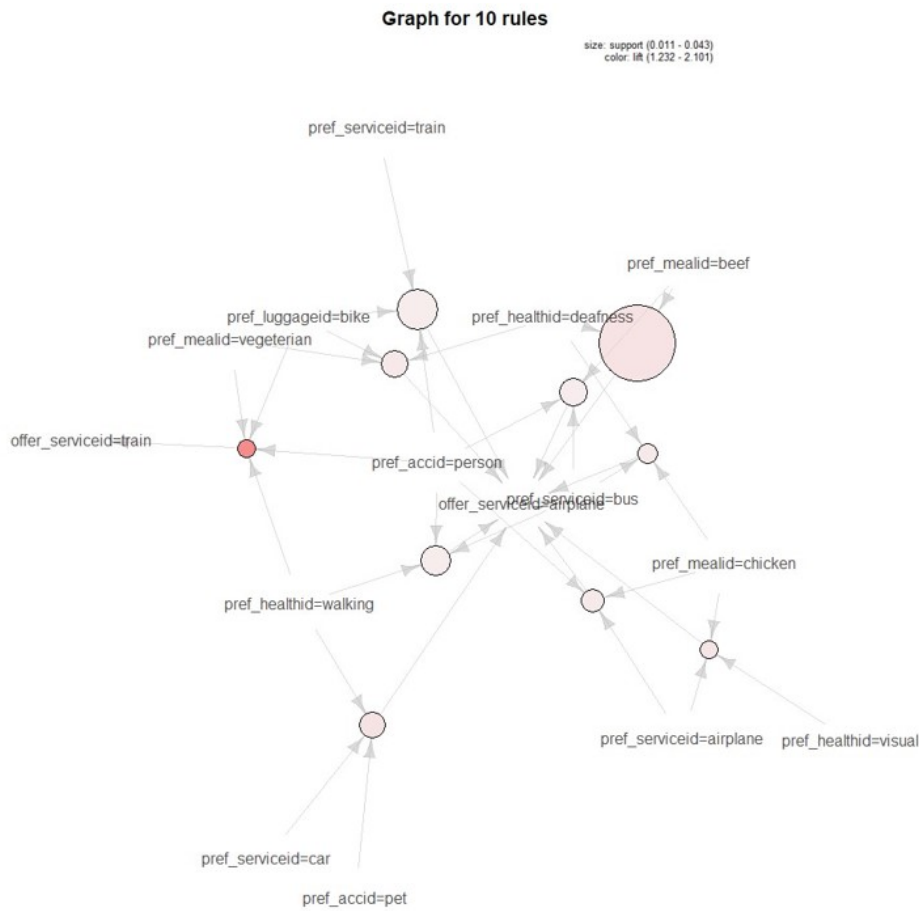 Graph for 10 rules
size: support (0.011 - 0.043)
color: lift (1.232 - 2.101)
pref_serviceid=train
pref_mealid=beef
pref_luggageid=bike
pref_healthid=deafness
pref_mealid=vegeterian
offer_serviceid=train
pref_accid=person
pref_serviceid=bus
offer_serviceid=airplane
pref_mealid=chicken
pref_healthid=walking
pref_serviceid=airplane
pref_healthid=visual
pref_serviceid=car
pref_accid=pet